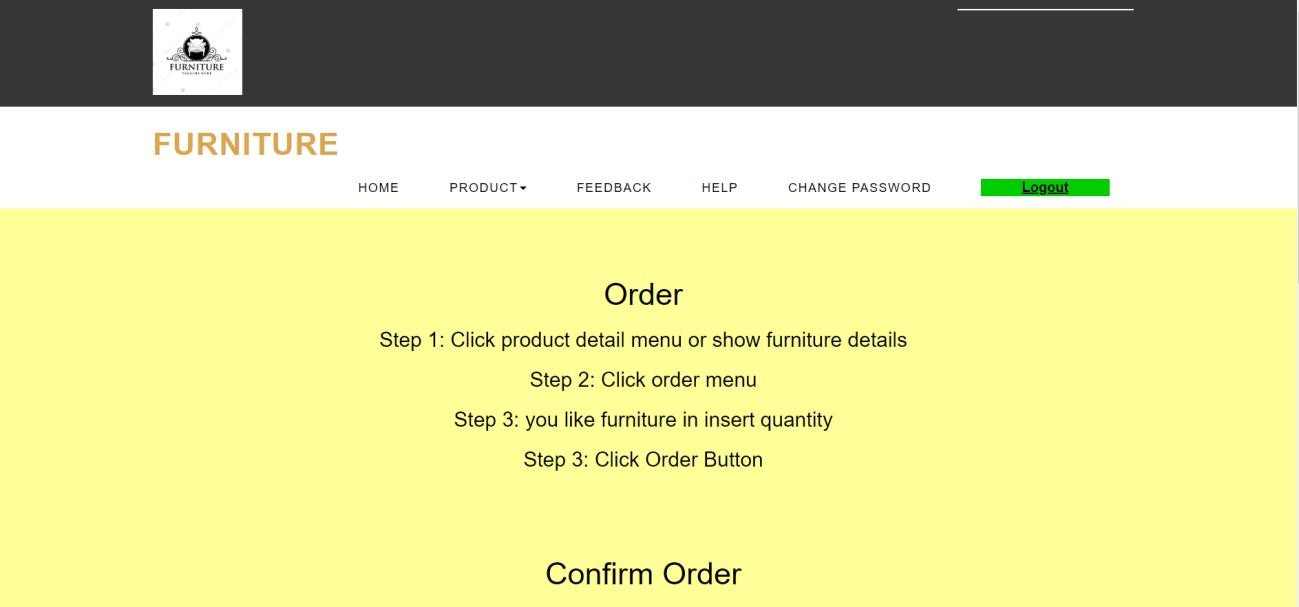 FURNITURE
TAGLINE HERE
FURNITURE
HOME PRODUCT FEEDBACK HELP CHANGE PASSWORD Logout
Order
Step 1: Click product detail menu or show furniture details
Step 2: Click order menu
Step 3: you like furniture in insert quantity
Step 3: Click Order Button
Confirm Order